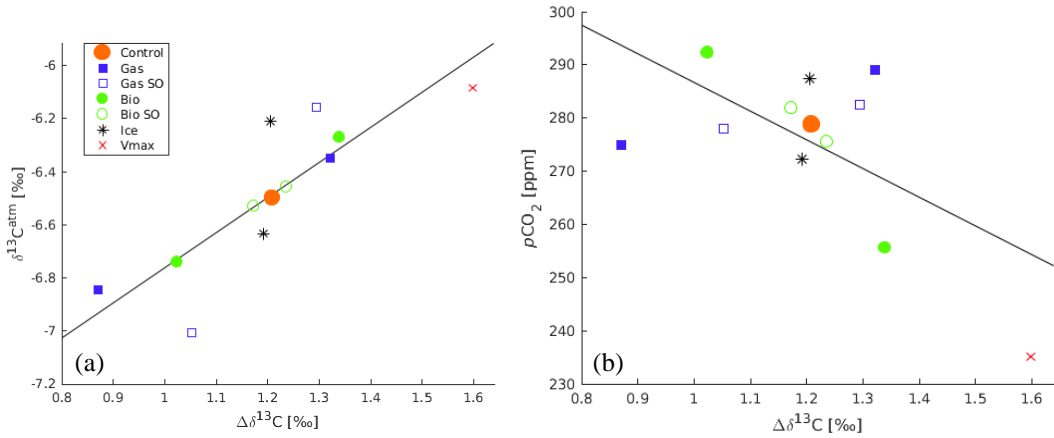 -6
-6.2
-6.4
-6.6
-6.8
-7
-7.2
δ¹³Cᵃᵗᵐ [‰]
Control
Gas
Gas SO
Bio
Bio SO
Ice
Vmax
(a)
0.8 0.9 1 1.1 1.2 1.3 1.4 1.5 1.6
Δδ¹³C [‰]
300
290
280
270
260
250
240
230
pCO₂ [ppm]
(b)
0.8 0.9 1 1.1 1.2 1.3 1.4 1.5 1.6
Δδ¹³C [‰]